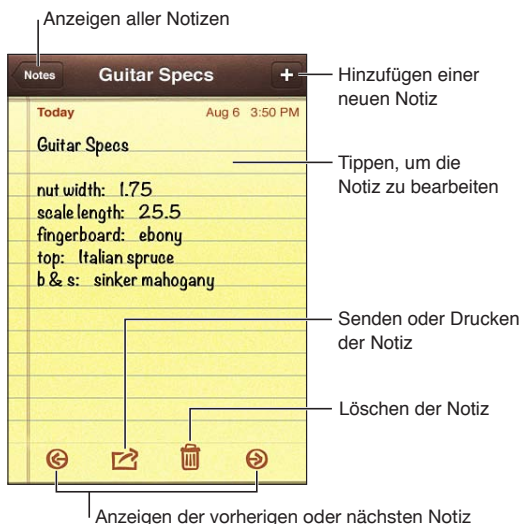 Anzeigen aller Notizen
Notes
Guitar Specs
+
Hinzufügen einer
neuen Notiz
Today
Aug 6 3:50 PM
Guitar Specs
Tippen, um die
Notiz zu bearbeiten
nut width: 1.75
scale length: 25.5
fingerboard: ebony
top: Italian spruce
b & s: sinker mahogany
Senden oder Drucken
der Notiz
Löschen der Notiz
Anzeigen der vorherigen oder nächsten Notiz